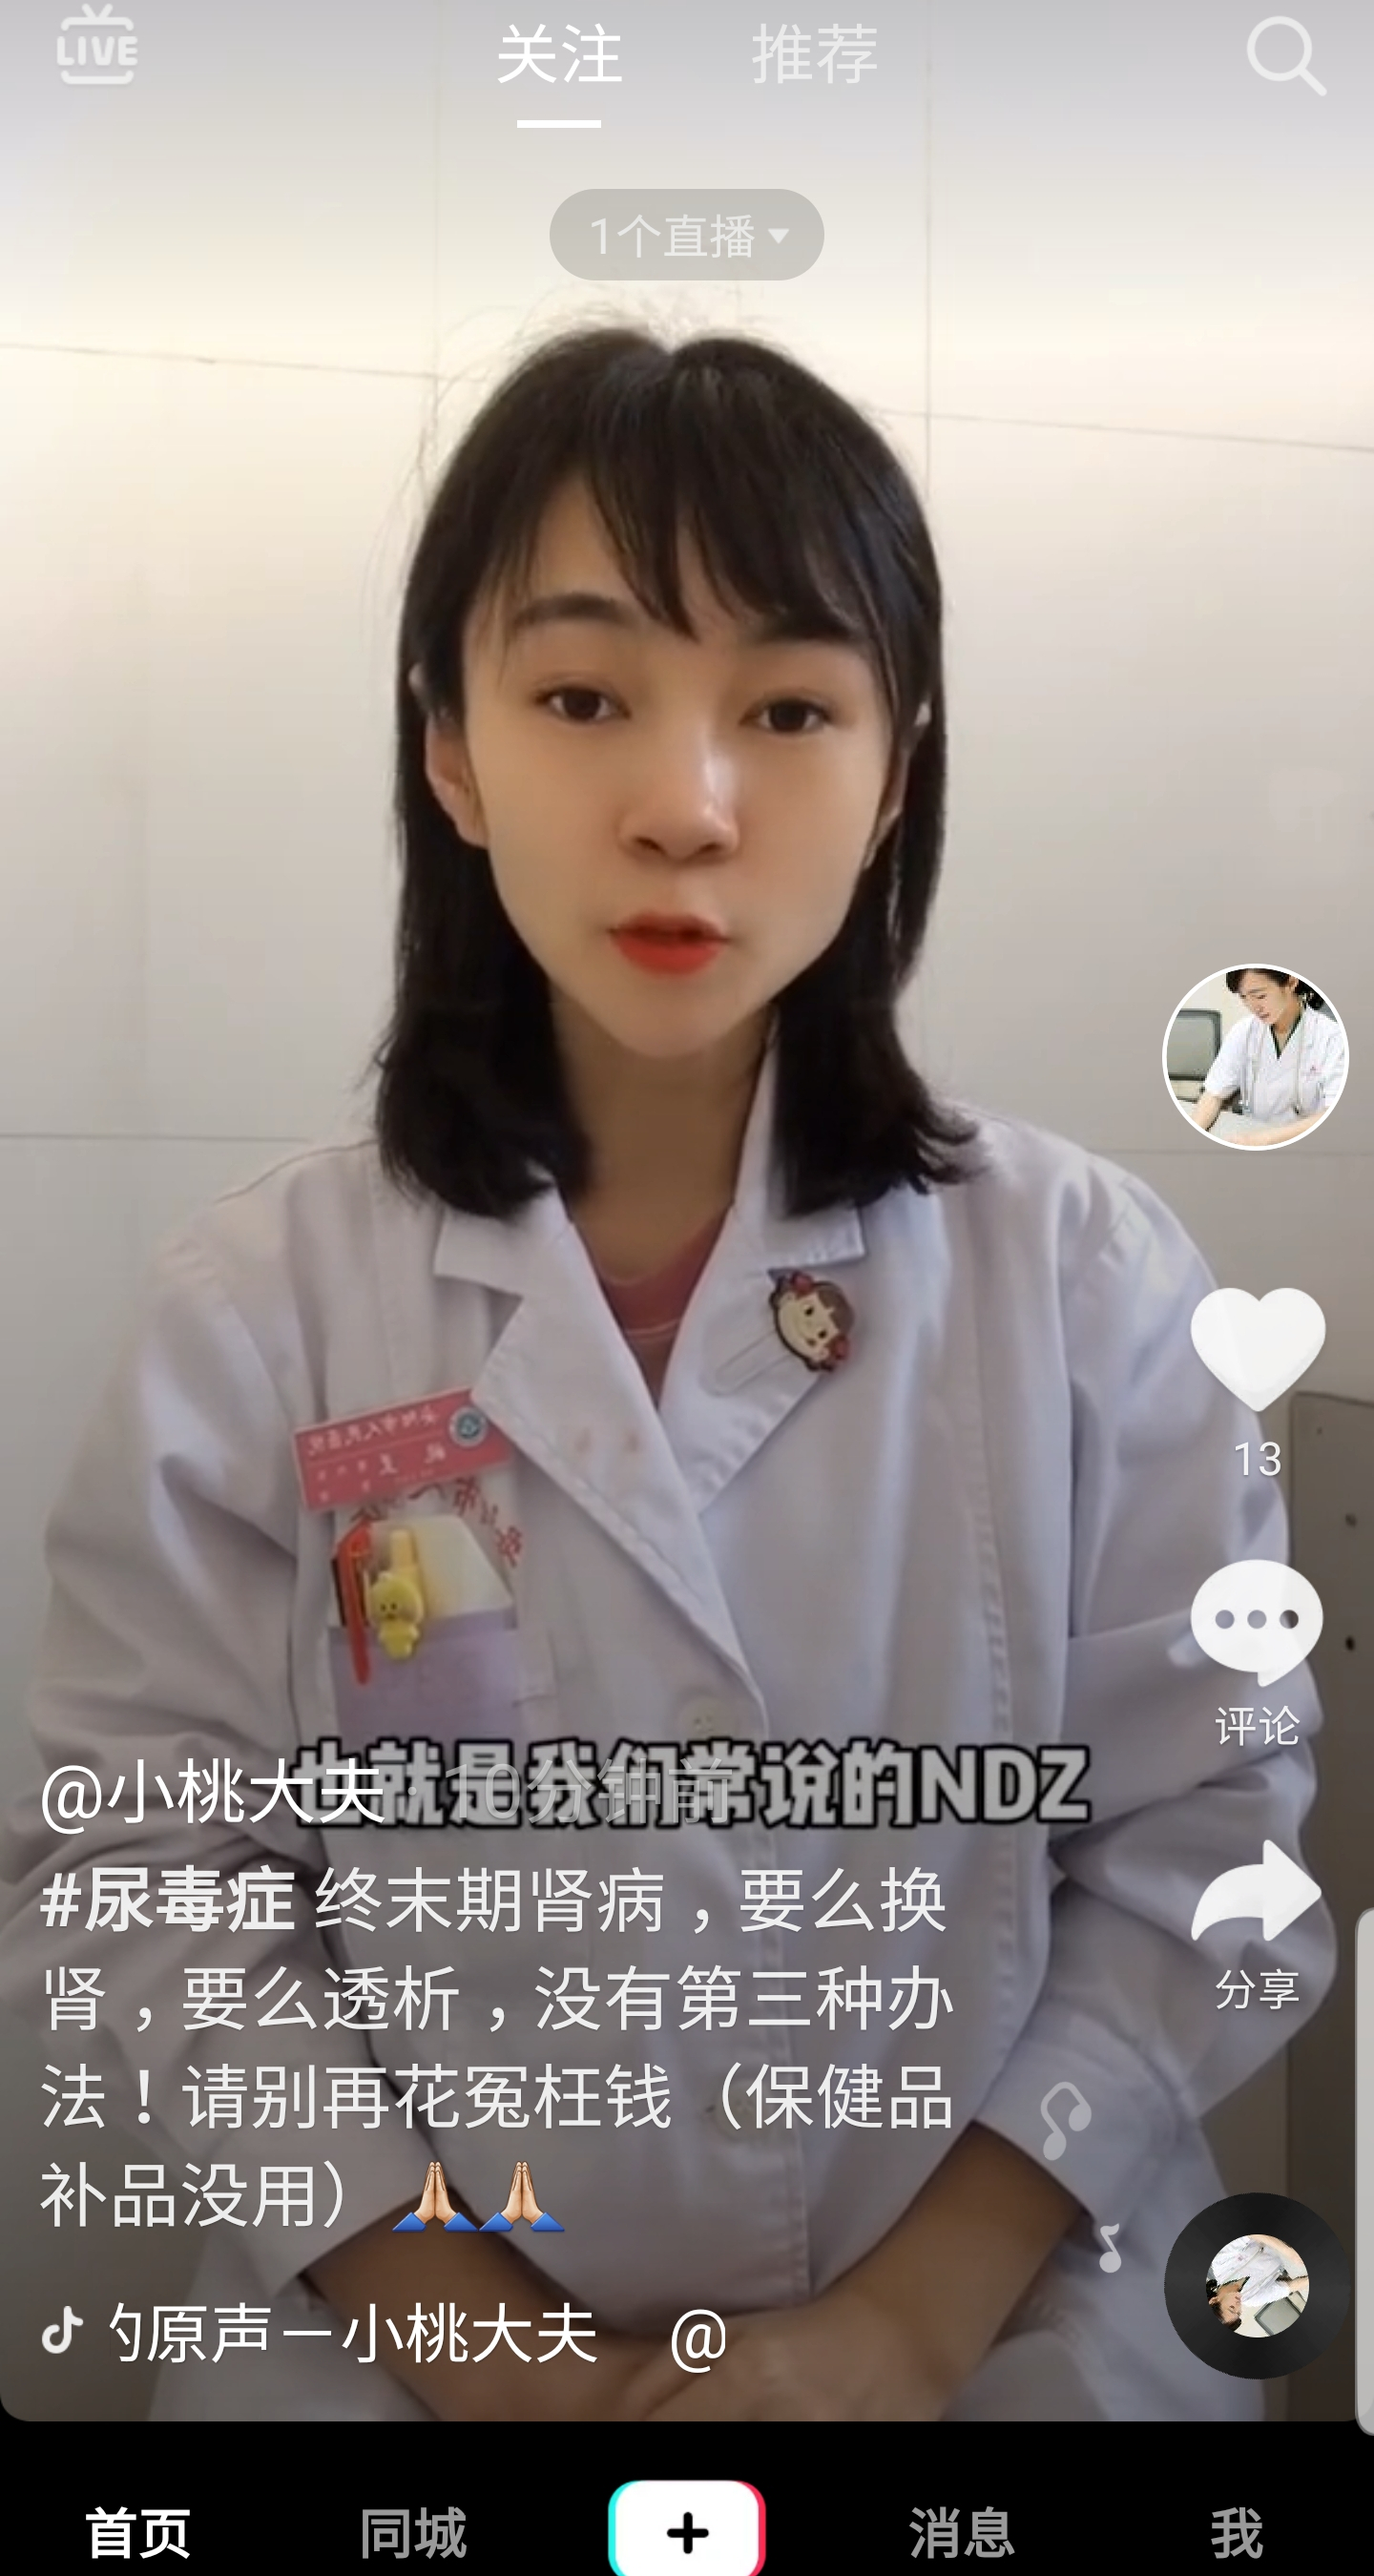 LIVE
关注
推荐
1个直播
13
评论
也就是我们常说的NDZ
@小桃大夫 · 10分钟前
#尿毒症 终末期肾病，要么换
肾，要么透析，没有第三种办
法！请别再花冤枉钱（保健品
补品没用）🙏🏻🙏🏻
分享
原声－小桃大夫 @
首页
同城
消息
我